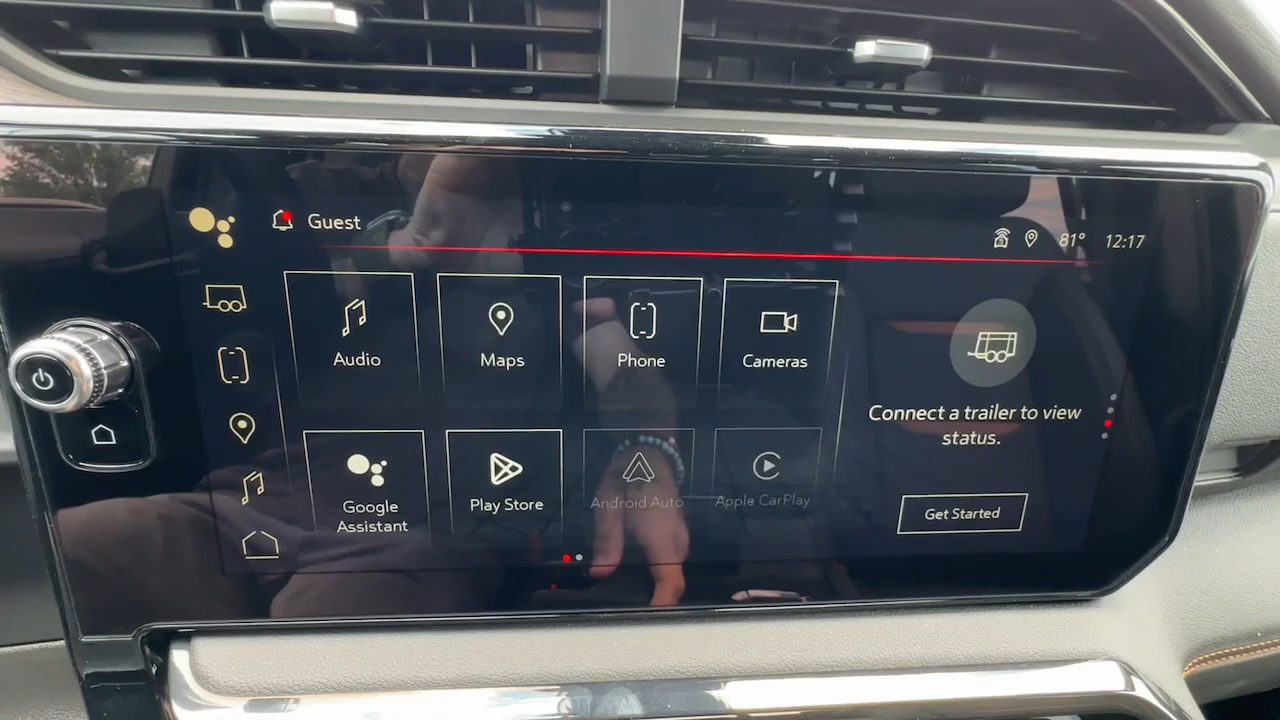 Guest
81° 12:17
Audio
Maps
Phone
Cameras
Connect a trailer to view
status.
Google
Assistant
Play Store
Android Auto
Apple CarPlay
Get Started